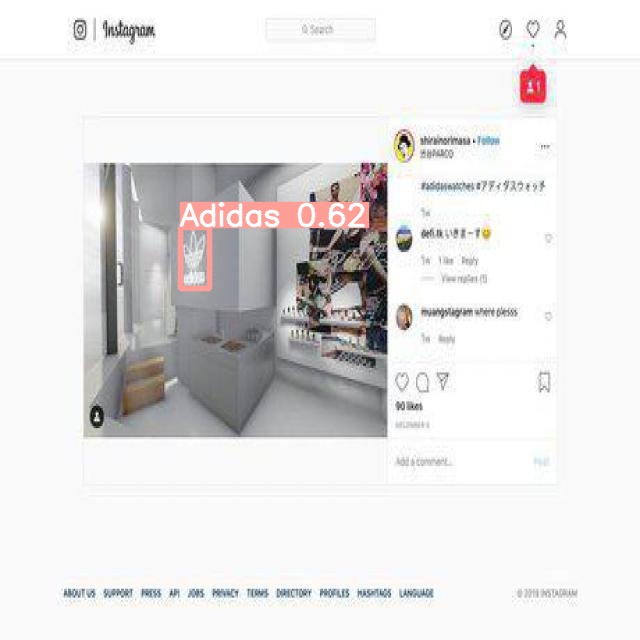 Instagram
Search
1
shirainorimasa • Follow
渋谷PARCO
#adidaswatches #アディダスウォッチ
1w
defi.tk いきまーす😊
1w 1 like Reply
View replies (1)
muangstagram where plesss
1w Reply
90 likes
DECEMBER 6
Add a comment...
Post
Adidas 0.62
adidas
ABOUT US SUPPORT PRESS API JOBS PRIVACY TERMS DIRECTORY PROFILES HASHTAGS LANGUAGE
© 2019 INSTAGRAM